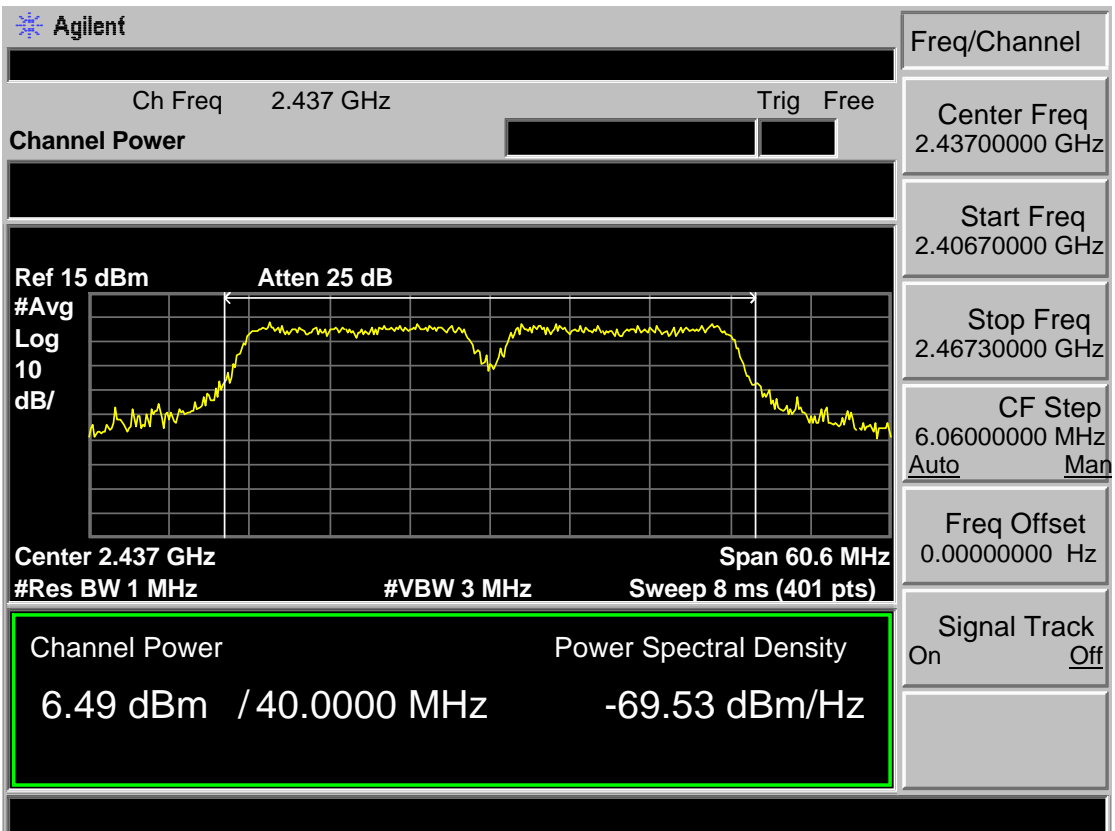 Agilent
Ch Freq 2.437 GHz Trig Free
Channel Power
Ref 15 dBm Atten 25 dB
#Avg
Log
10
dB/
Center 2.437 GHz Span 60.6 MHz
#Res BW 1 MHz #VBW 3 MHz Sweep 8 ms (401 pts)
Channel Power Power Spectral Density
6.49 dBm / 40.0000 MHz -69.53 dBm/Hz
Freq/Channel
Center Freq
2.43700000 GHz
Start Freq
2.40670000 GHz
Stop Freq
2.46730000 GHz
CF Step
6.06000000 MHz
Auto Man
Freq Offset
0.00000000 Hz
Signal Track
On Off